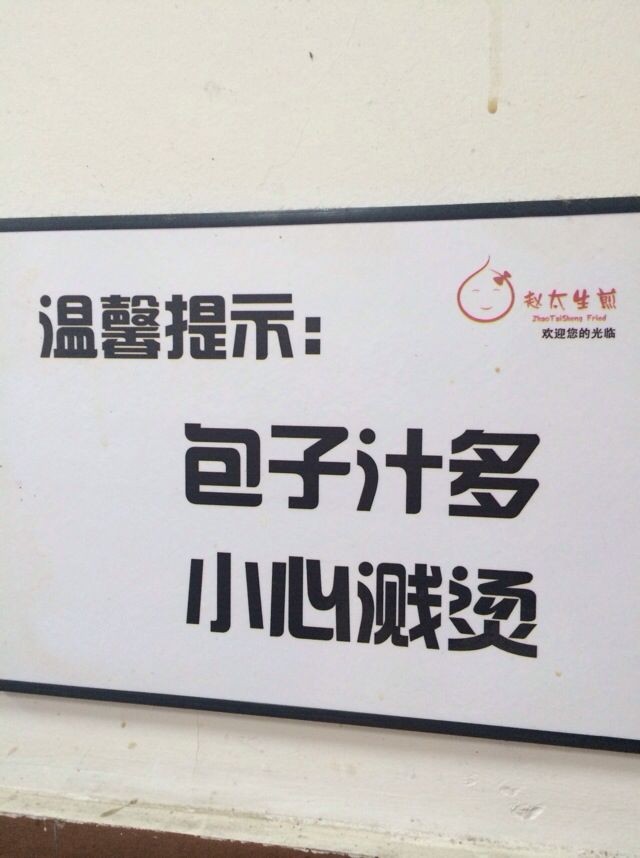 温馨提示：
赵太生煎
ZhaoTaiSheng Fried
欢迎您的光临
包子汁多
小心溅烫